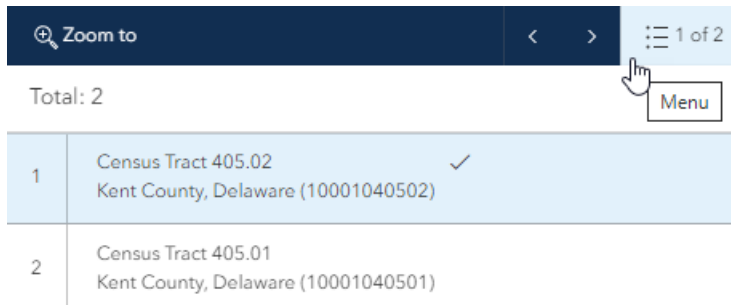 Zoom to
1 of 2
Total: 2
Menu
1
Census Tract 405.02
Kent County, Delaware (10001040502)
2
Census Tract 405.01
Kent County, Delaware (10001040501)